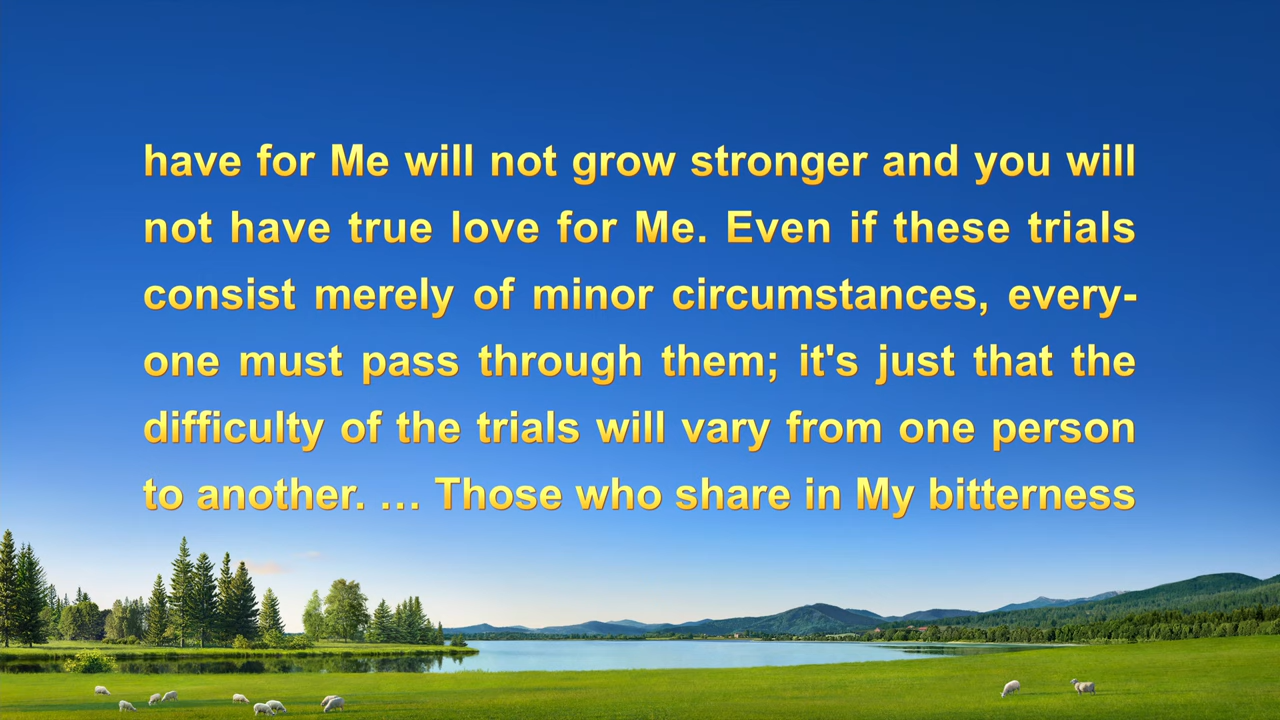 have for Me will not grow stronger and you will
not have true love for Me. Even if these trials
consist merely of minor circumstances, every-
one must pass through them; it's just that the
difficulty of the trials will vary from one person
to another. … Those who share in My bitterness